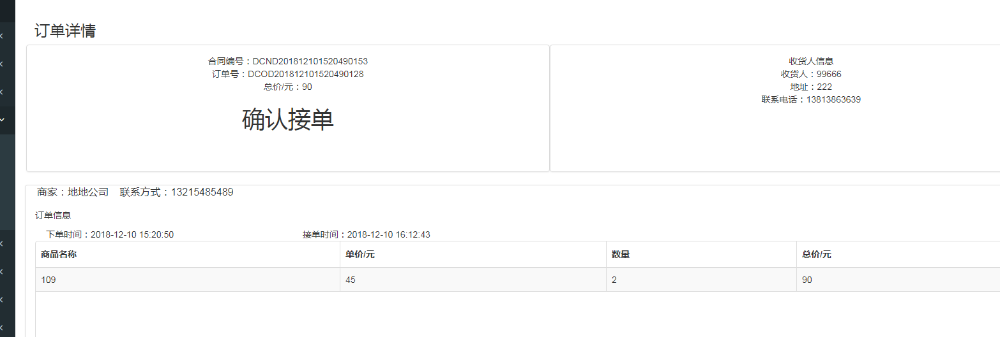 订单详情
合同编号：DCND201812101520490153
订单号：DCOD201812101520490128
总价/元：90
确认接单
收货人信息
收货人：99666
地址：222
联系电话：13813863639
商家：地地公司 联系方式：13215485489
订单信息
下单时间：2018-12-10 15:20:50 接单时间：2018-12-10 16:12:43
商品名称 单价/元 数量 总价/元
109 45 2 90